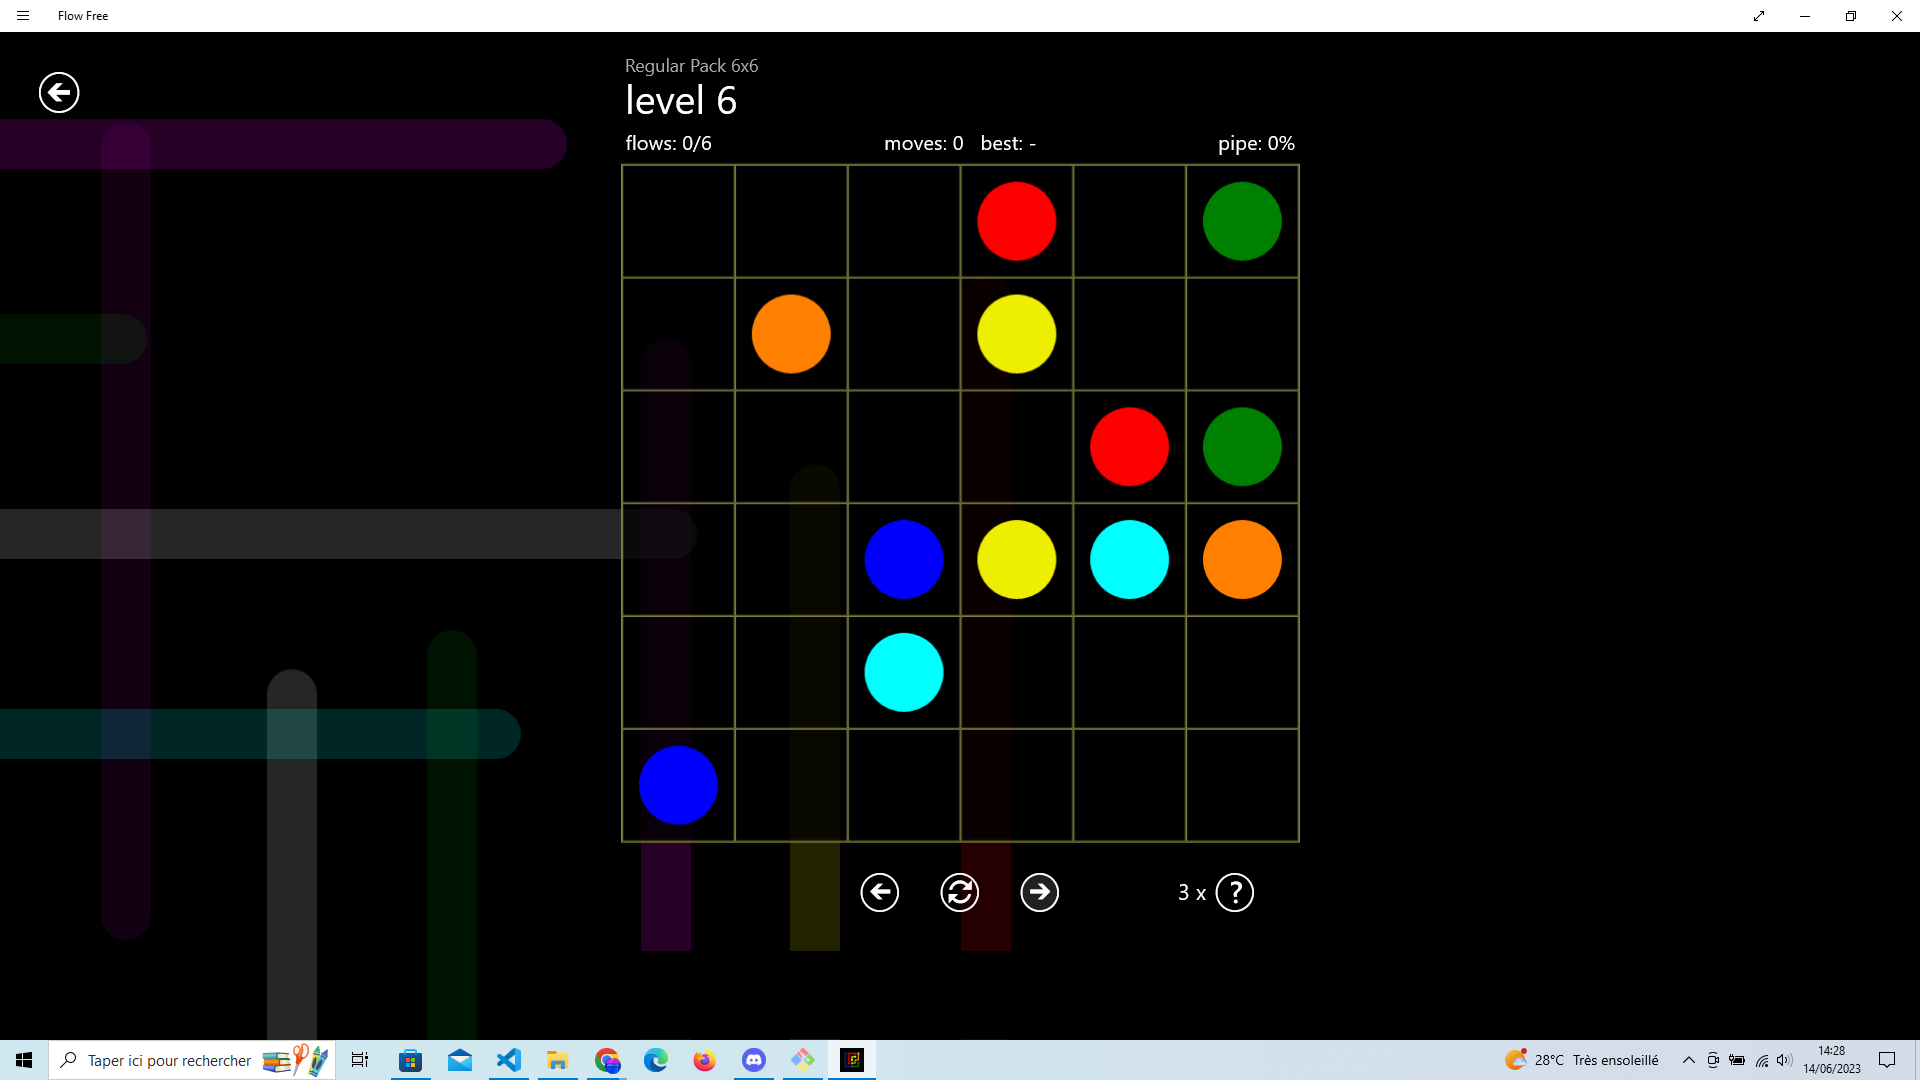 Flow Free
Regular Pack 6x6
level 6
flows: 0/6
moves: 0 best: -
pipe: 0%
3 x ?
Taper ici pour rechercher
28°C Très ensoleillé
14:28
14/06/2023